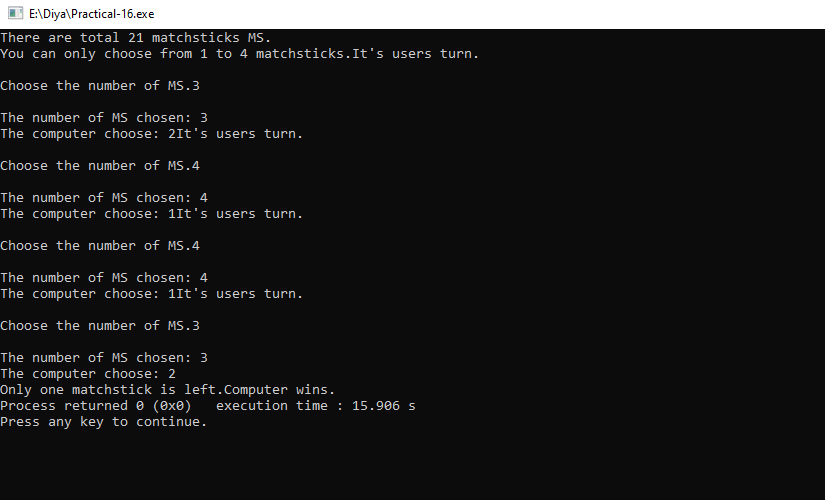 E:\Diya\Practical-16.exe
There are total 21 matchsticks MS.
You can only choose from 1 to 4 matchsticks.It's users turn.
Choose the number of MS.3
The number of MS chosen: 3
The computer choose: 2It's users turn.
Choose the number of MS.4
The number of MS chosen: 4
The computer choose: 1It's users turn.
Choose the number of MS.4
The number of MS chosen: 4
The computer choose: 1It's users turn.
Choose the number of MS.3
The number of MS chosen: 3
The computer choose: 2
Only one matchstick is left.Computer wins.
Process returned 0 (0x0)   execution time : 15.906 s
Press any key to continue.